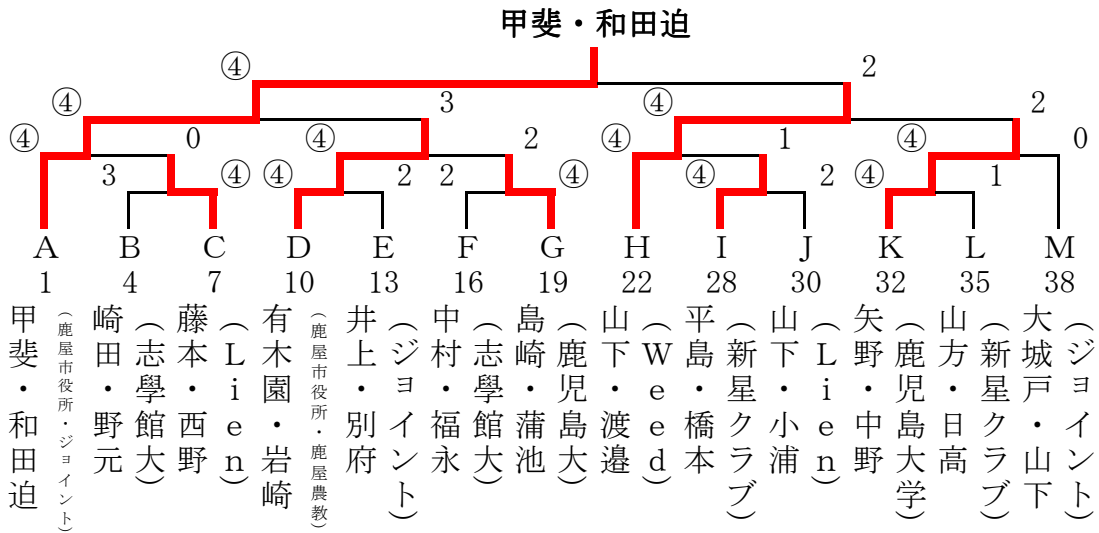 甲斐・和田迫
④ 2
④ 3 ④ 2
④ 0 ④ 2 ④ 1 ④ 0
3 ④ ④ 2 2 ④ ④ 2 ④ 1
A B C D E F G H I J K L M
1 4 7 10 13 16 19 22 28 30 32 35 38
甲斐・和田迫
(鹿屋市役所・ジョイント)
崎田・野元
(志學館大)
藤本・西野
(Lien)
有木園・岩崎
(鹿屋市役所・鹿屋農教)
井上・別府
(ジョイント)
中村・福永
(志學館大)
島崎・蒲池
(鹿児島大)
山下・渡邉
(Weed)
平島・橋本
(新星クラブ)
山下・小浦
(Lien)
矢野・中野
(鹿児島大学)
山方・日高
(新星クラブ)
大城戸・山下
(ジョイント)